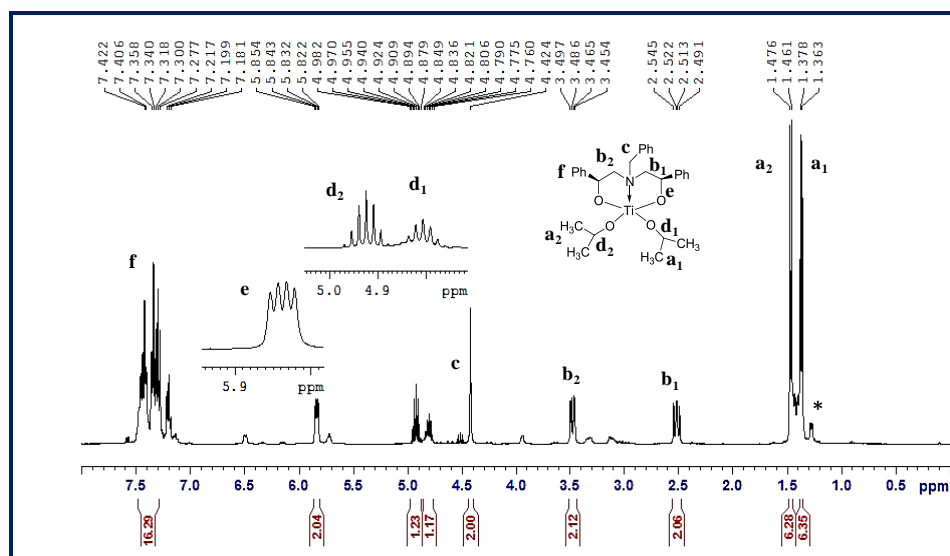 7.422 7.406 7.358 7.340 7.318 7.300 7.277 7.217 7.199 7.181 5.854 5.843 5.832 5.822 4.982 4.970 4.955 4.940 4.924 4.909 4.894 4.879 4.849 4.836 4.821 4.806 4.790 4.775 4.760 4.424 3.497 3.486 3.465 3.454 2.545 2.522 2.513 2.491 1.476 1.461 1.378 1.363
c Ph
f Ph b2 N b1 Ph
e
O Ti O
H3C O O d1
a2 CH3 d2 CH3
H3C a1
a2 a1
d2 d1
5.0 4.9 ppm
f e
5.9 ppm
c b2 b1 *
7.5 7.0 6.5 6.0 5.5 5.0 4.5 4.0 3.5 3.0 2.5 2.0 1.5 1.0 0.5 ppm
16.29 2.04 1.23 1.17 2.00 2.12 2.06 6.28 6.35